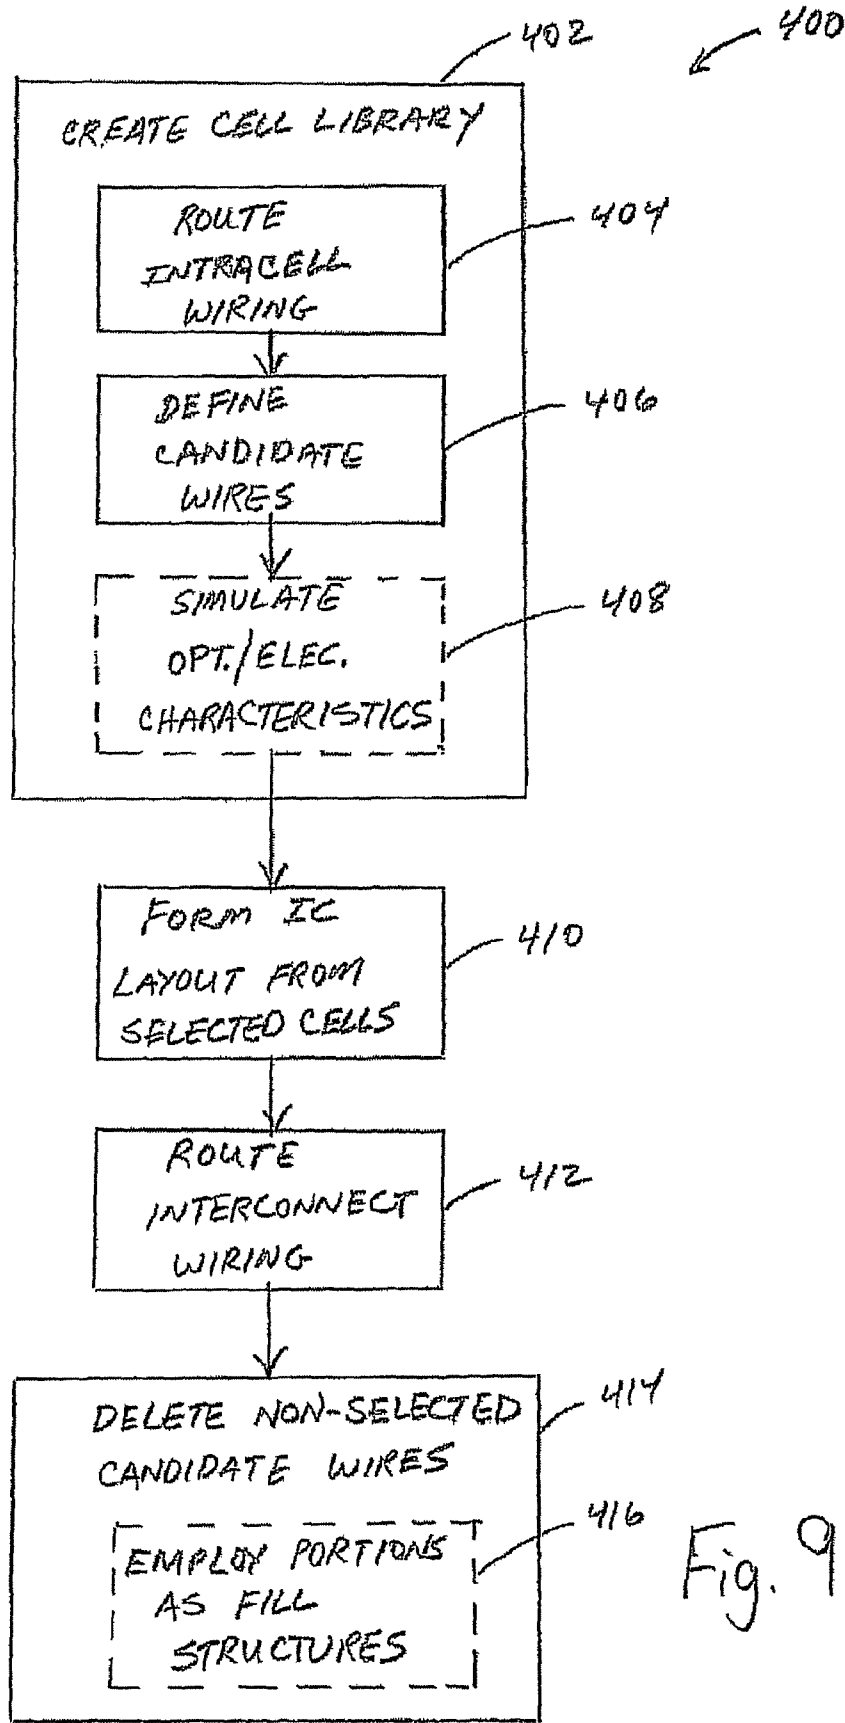 402
400
CREATE CELL LIBRARY
ROUTE
INTRACELL
WIRING
404
DEFINE
CANDIDATE
WIRES
406
SIMULATE
OPT./ELEC.
CHARACTERISTICS
408
FORM IC
LAYOUT FROM
SELECTED CELLS
410
ROUTE
INTERCONNECT
WIRING
412
DELETE NON-SELECTED
CANDIDATE WIRES
414
EMPLOY PORTIONS
AS FILL
STRUCTURES
416
Fig. 9